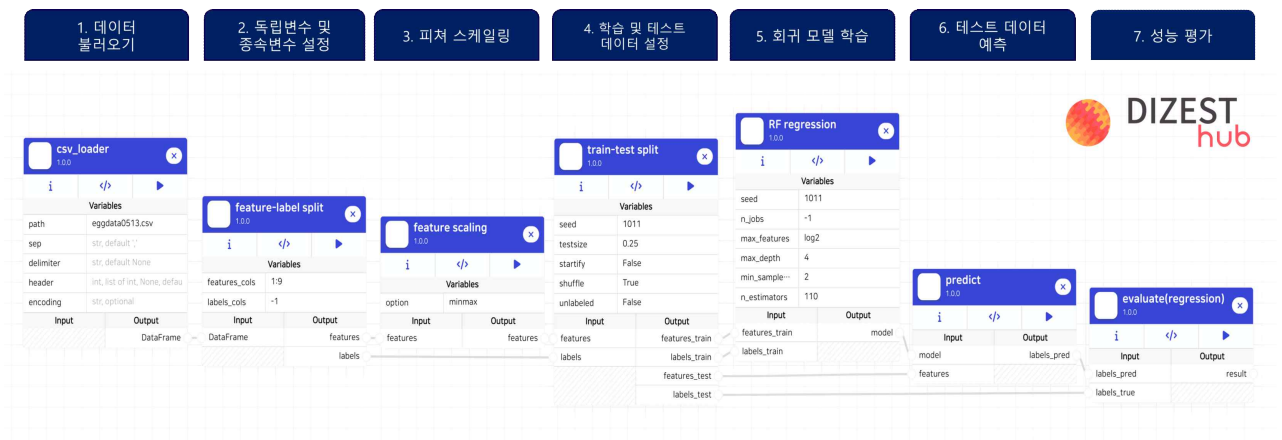 1. 데이터
불러오기
2. 독립변수 및
종속변수 설정
3. 피쳐 스케일링
4. 학습 및 테스트
데이터 설정
5. 회귀 모델 학습
6. 테스트 데이터
예측
7. 성능 평가
DIZEST
hub
csv_loader
1.0.0
x
i </> ▶
Variables
path eggdata0513.csv
sep str, default ','
delimiter str, default None
header int, list of int, None, defau
encoding str, optional
Input Output
DataFrame
feature-label split
1.0.0
x
i </> ▶
Variables
features_cols 1:9
labels_cols -1
Input Output
DataFrame features
labels
feature scaling
1.0.0
x
i </> ▶
Variables
option minmax
Input Output
features features
train-test split
1.0.0
x
i </> ▶
Variables
seed 1011
testsize 0.25
startify False
shuffle True
unlabeled False
Input Output
features features_train
labels labels_train
features_test
labels_test
RF regression
1.0.0
x
i </> ▶
Variables
seed 1011
n_jobs -1
max_features log2
max_depth 4
min_sample··· 2
n_estimators 110
Input Output
features_train model
labels_train
predict
1.0.0
x
i </> ▶
Input Output
model labels_pred
features
evaluate(regression)
1.0.0
x
i </> ▶
Input Output
labels_pred result
labels_true